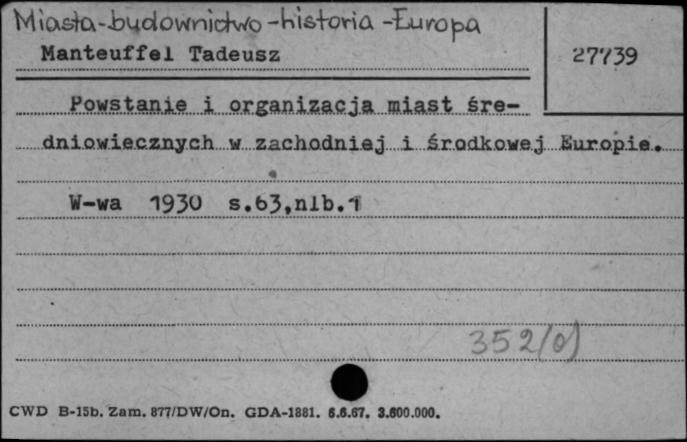 Miasta-budownictwo-historia-Europa
Manteuffel Tadeusz
27739
Powstanie i organizacja miast śre-
dniowiecznych w zachodniej i środkowej Europie.
W-wa 1930 s.63,nlb.1
352(0)
CWD B-15b. Zam. 877/DW/On. GDA-1881. 6.6.67. 3.600.000.